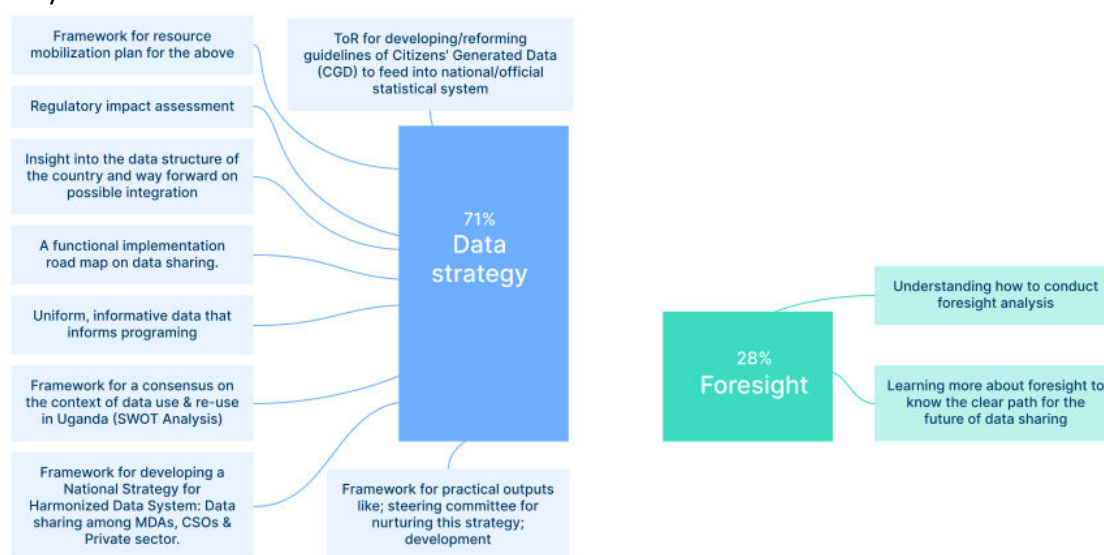 Framework for resource
mobilization plan for the above
ToR for developing/reforming
guidelines of Citizens' Generated Data
(CGD) to feed into national/official
statistical system
Regulatory impact assessment
Insight into the data structure of
the country and way forward on
possible integration
A functional implementation
road map on data sharing.
Uniform, informative data that
informs programing
Framework for a consensus on
the context of data use & re-use
in Uganda (SWOT Analysis)
Framework for developing a
National Strategy for
Harmonized Data System: Data
sharing among MDAs, CSOs &
Private sector.
71%
Data
strategy
Framework for practical outputs
like; steering committee for
nurturing this strategy;
development
28%
Foresight
Understanding how to conduct
foresight analysis
Learning more about foresight to
know the clear path for the
future of data sharing